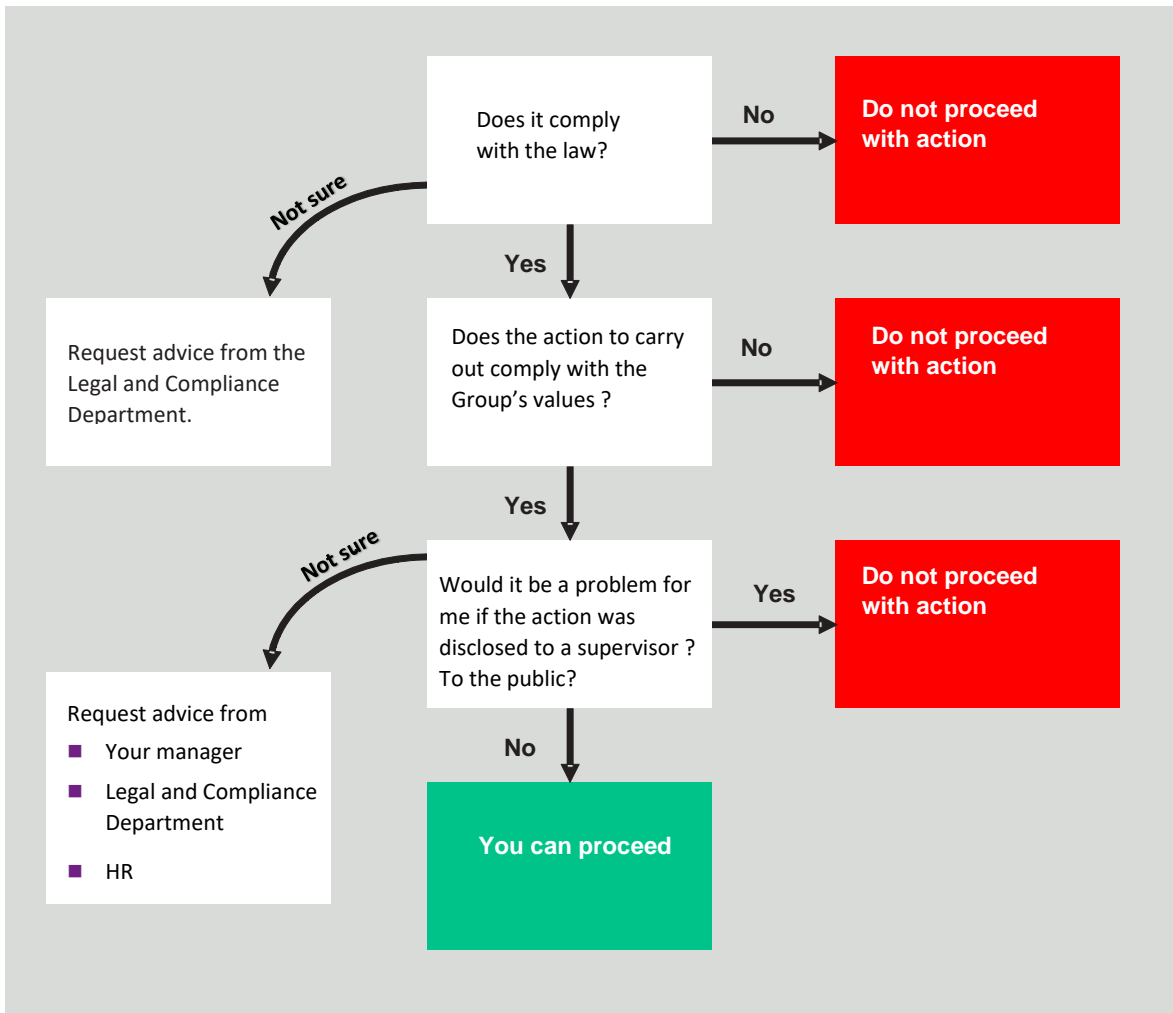 Does it comply
with the law?
No
Do not proceed
with action
Not sure
Yes
Request advice from the
Legal and Compliance
Department.
Does the action to carry
out comply with the
Group’s values ?
No
Do not proceed
with action
Yes
Not sure
Would it be a problem for
me if the action was
disclosed to a supervisor ?
To the public?
Yes
Do not proceed
with action
Request advice from
Your manager
Legal and Compliance
Department
HR
No
You can proceed